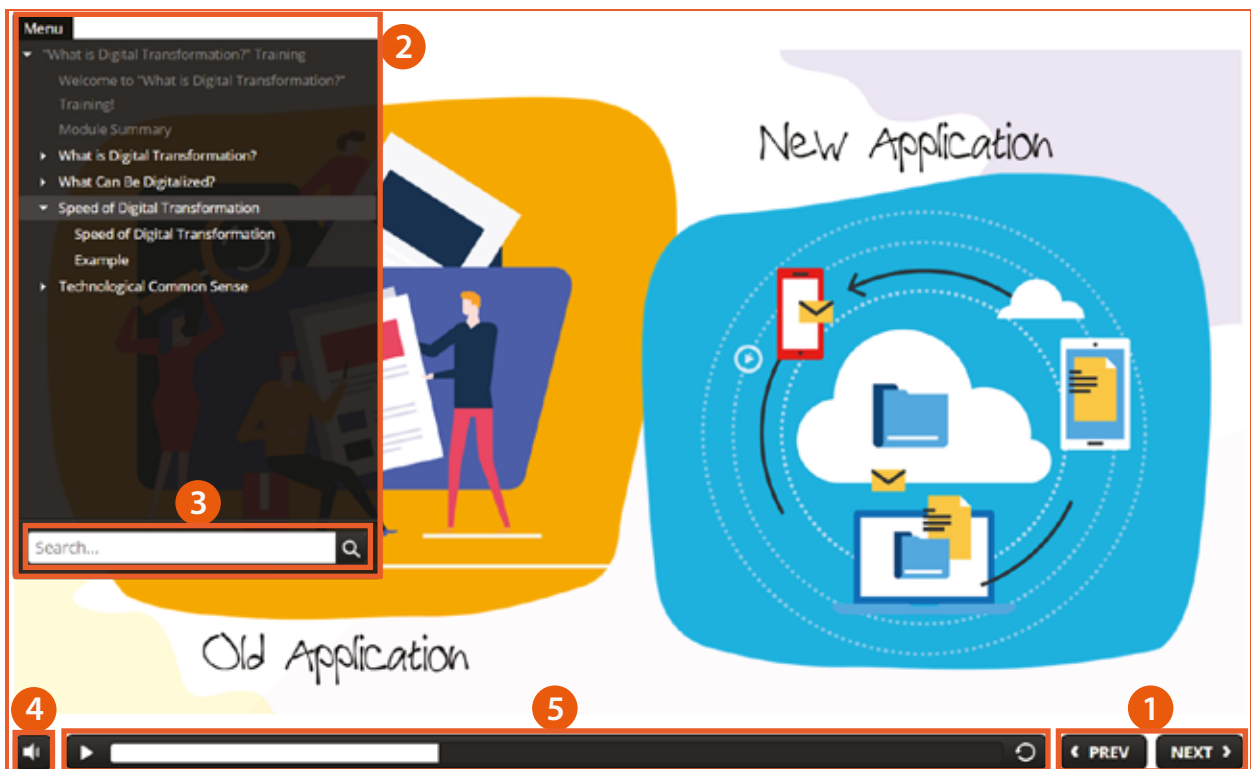 Menu
2
"What is Digital Transformation?" Training
Welcome to "What is Digital Transformation?"
Training!
Module Summary
What is Digital Transformation?
What Can Be Digitalized?
Speed of Digital Transformation
Speed of Digital Transformation
Example
Technological Common Sense
3
Search...
New Application
Old Application
4
5
1
PREV
NEXT